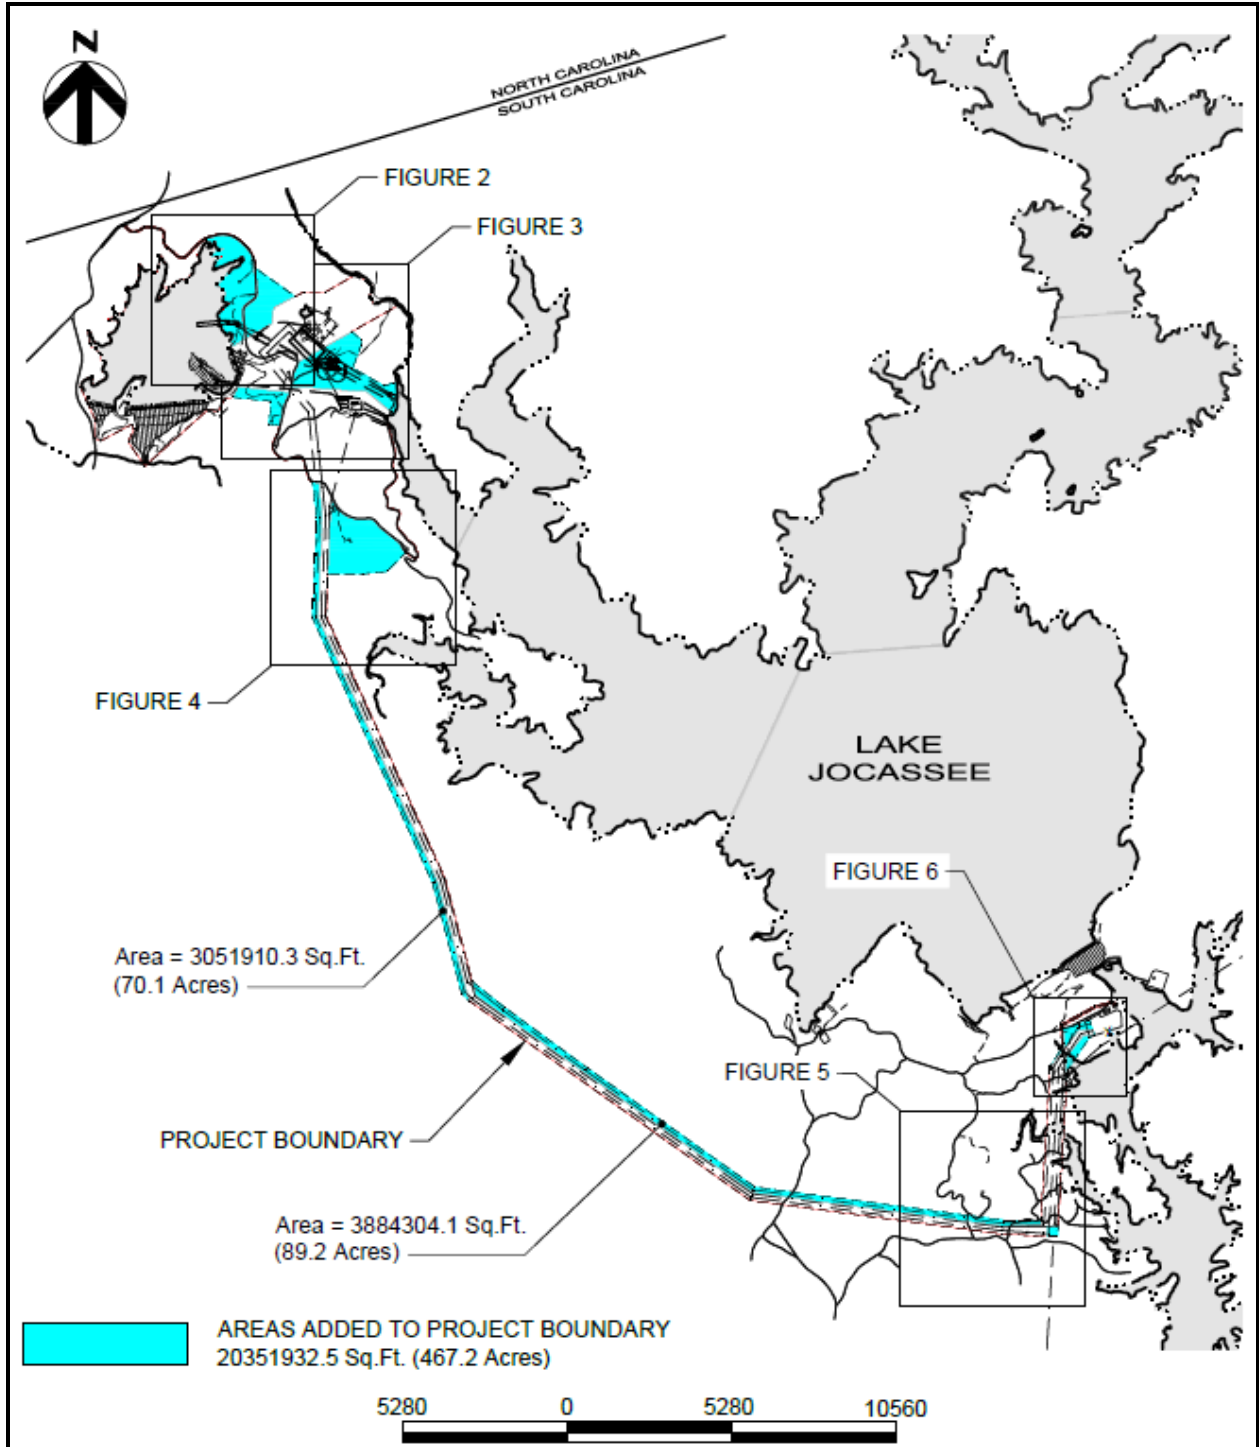 N
NORTH CAROLINA
SOUTH CAROLINA
FIGURE 2
FIGURE 3
FIGURE 4
LAKE
JOCASSEE
FIGURE 6
Area = 3051910.3 Sq.Ft.
(70.1 Acres)
FIGURE 5
PROJECT BOUNDARY
Area = 3884304.1 Sq.Ft.
(89.2 Acres)
AREAS ADDED TO PROJECT BOUNDARY
20351932.5 Sq.Ft. (467.2 Acres)
5280 0 5280 10560